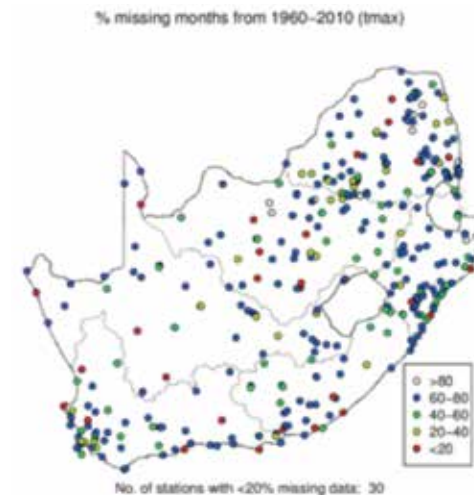 % missing months from 1960-2010 (tmax)
>80
60-80
40-60
20-40
<20
No. of stations with <20% missing data: 30